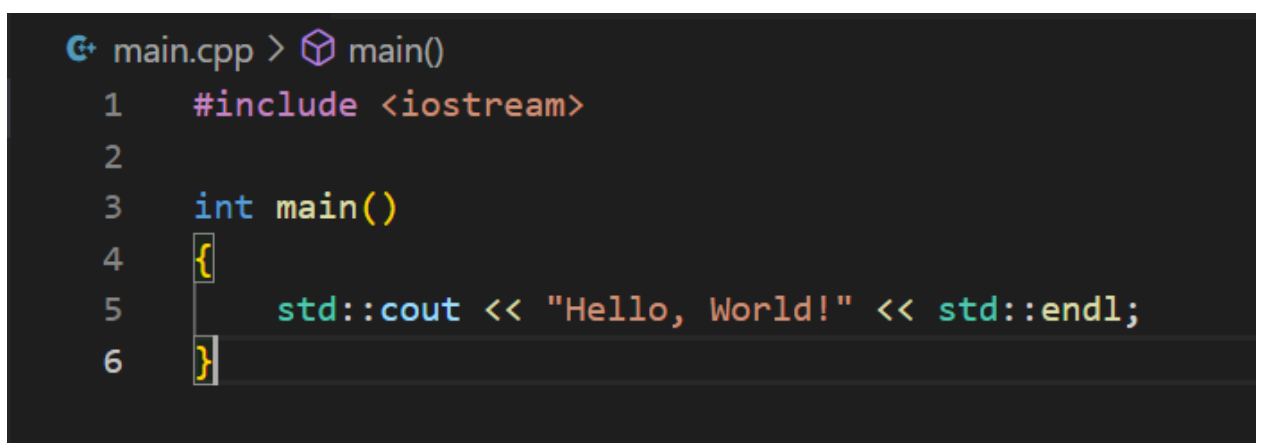 main.cpp > main()
1 #include <iostream>
2
3 int main()
4 {
5     std::cout << "Hello, World!" << std::endl;
6 }